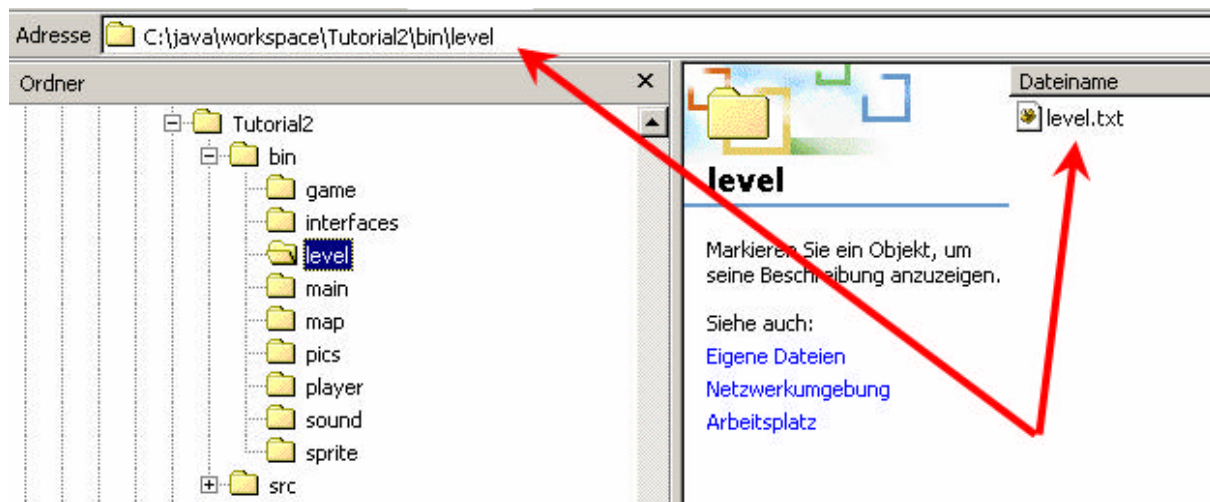 Adresse C:\java\workspace\Tutorial2\bin\level
Ordner
Tutorial2
bin
game
interfaces
level
main
map
pics
player
sound
sprite
src
level
Markieren Sie ein Objekt, um
seine Beschreibung anzuzeigen.
Siehe auch:
Eigene Dateien
Netzwerkumgebung
Arbeitsplatz
Dateiname
level.txt